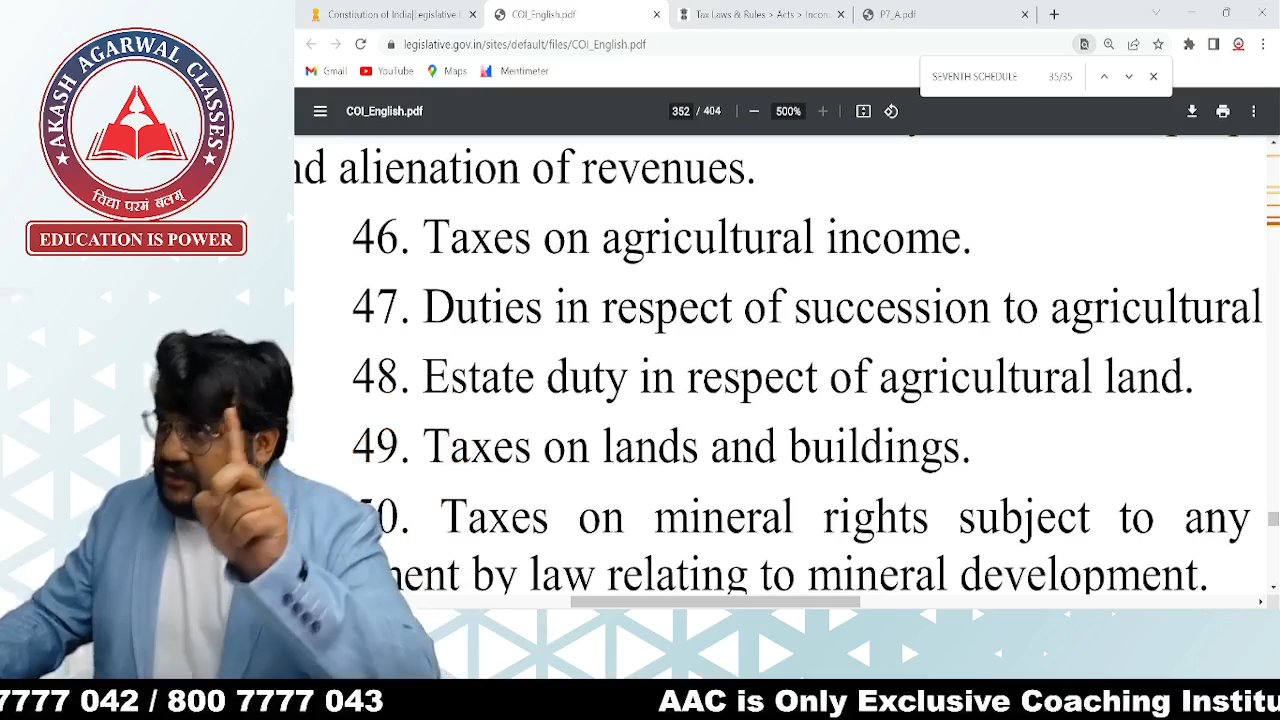 AKASH AGARWAL CLASSES
विद्या परमं बलम्
EDUCATION IS POWER
Constitution of India|Legislative
COI_English.pdf
Tax Laws & Rules > Acts > Incom
P7_A.pdf
legislative.gov.in/sites/default/files/COI_English.pdf
Gmail YouTube Maps Mentimeter
SEVENTH SCHEDULE 35/35
COI_English.pdf 352 / 404 500%
nd alienation of revenues.
46. Taxes on agricultural income.
47. Duties in respect of succession to agricultural
48. Estate duty in respect of agricultural land.
49. Taxes on lands and buildings.
50. Taxes on mineral rights subject to any
ment by law relating to mineral development.
7777 042 / 800 7777 043
AAC is Only Exclusive Coaching Institu